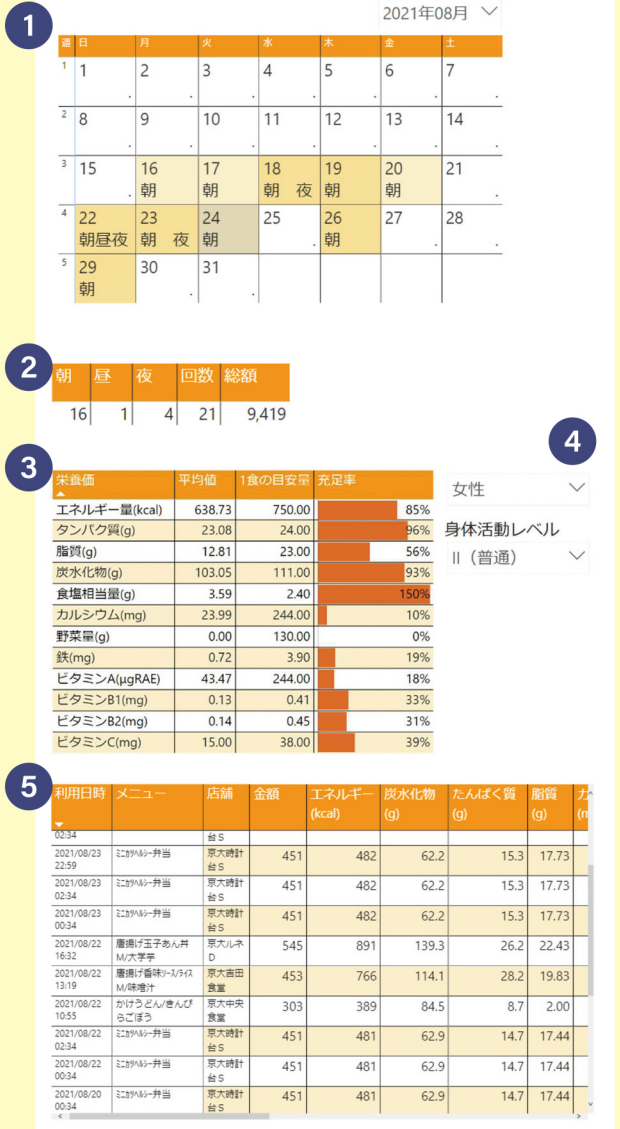 1
2021年08月
週 日 月 火 水 木 金 土
1 1 2 3 4 5 6 7
. . . . . . .
2 8 9 10 11 12 13 14
. . . . . . .
3 15 16 17 18 19 20 21
. 朝 朝 朝 夜 朝 朝 .
4 22 23 24 25 26 27 28
朝昼夜 朝 夜 朝 . 朝 . .
5 29 30 31
朝 . .
2
朝 昼 夜 回数 総額
16 1 4 21 9,419
3
栄養価 平均値 1食の目安量 充足率
エネルギー量(kcal) 638.73 750.00 85%
タンパク質(g) 23.08 24.00 96%
脂質(g) 12.81 23.00 56%
炭水化物(g) 103.05 111.00 93%
食塩相当量(g) 3.59 2.40 150%
カルシウム(mg) 23.99 244.00 10%
野菜量(g) 0.00 130.00 0%
鉄(mg) 0.72 3.90 19%
ビタミンA(μgRAE) 43.47 244.00 18%
ビタミンB1(mg) 0.13 0.41 33%
ビタミンB2(mg) 0.14 0.45 31%
ビタミンC(mg) 15.00 38.00 39%
4
女性
身体活動レベル
II（普通）
5
利用日時 メニュー 店舗 金額 エネルギー 炭水化物 たんぱく質 脂質 カ
(kcal) (g) (g) (g) (m
02:34 台S
2021/08/23 ミニカツヘルシー弁当 京大時計 451 482 62.2 15.3 17.73
22:59 台S
2021/08/23 ミニカツヘルシー弁当 京大時計 451 482 62.2 15.3 17.73
02:34 台S
2021/08/23 ミニカツヘルシー弁当 京大時計 451 482 62.2 15.3 17.73
00:34 台S
2021/08/22 唐揚げ玉子あん丼 京大ルネ 545 891 139.3 26.2 22.43
16:32 M/大学芋 D
2021/08/22 唐揚げ香味ソース/ライス 京大吉田 453 766 114.1 28.2 19.83
13:19 M/味噌汁 食堂
2021/08/22 かけうどん/きんぴ 京大中央 303 389 84.5 8.7 2.00
10:55 らごぼう 食堂
2021/08/22 ミニカツヘルシー弁当 京大時計 451 481 62.9 14.7 17.44
02:34 台S
2021/08/22 ミニカツヘルシー弁当 京大時計 451 481 62.9 14.7 17.44
00:34 台S
2021/08/20 ミニカツヘルシー弁当 京大時計 451 481 62.9 14.7 17.44
00:34 台S